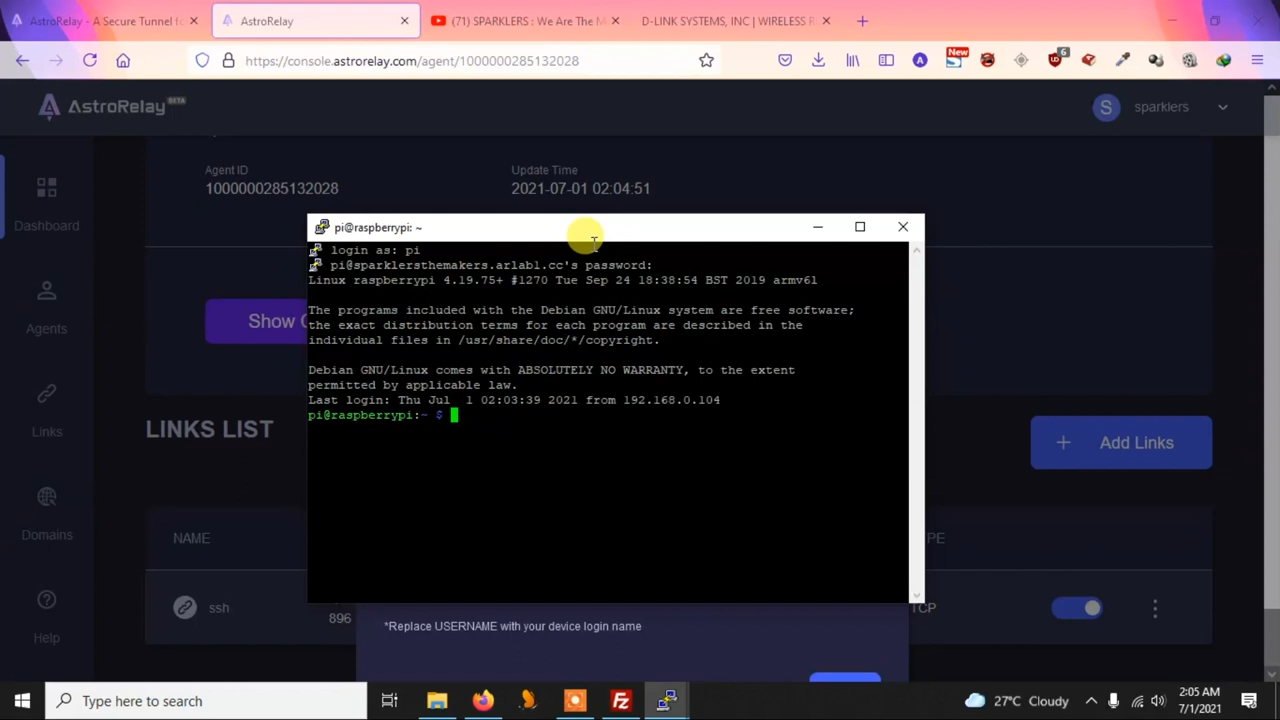 AstroRelay - A Secure Tunnel fo
AstroRelay
(71) SPARKLERS : We Are The M
D-LINK SYSTEMS, INC | WIRELESS R
https://console.astrorelay.com/agent/1000000285132028
New
6
AstroRelay BETA
S
sparklers
Agent ID
Update Time
1000000285132028
2021-07-01 02:04:51
Dashboard
Agents
Links
Domains
Help
Show
pi@raspberrypi: ~
login as: pi
pi@sparklersthemakers.arlab1.cc's password:
Linux raspberrypi 4.19.75+ #1270 Tue Sep 24 18:38:54 BST 2019 armv6l
The programs included with the Debian GNU/Linux system are free software;
the exact distribution terms for each program are described in the
individual files in /usr/share/doc/*/copyright.
Debian GNU/Linux comes with ABSOLUTELY NO WARRANTY, to the extent
permitted by applicable law.
Last login: Thu Jul  1 02:03:39 2021 from 192.168.0.104
pi@raspberrypi:~ $
LINKS LIST
+ Add Links
NAME
PE
ssh
896
TCP
*Replace USERNAME with your device login name
Type here to search
27°C Cloudy
2:05 AM
7/1/2021